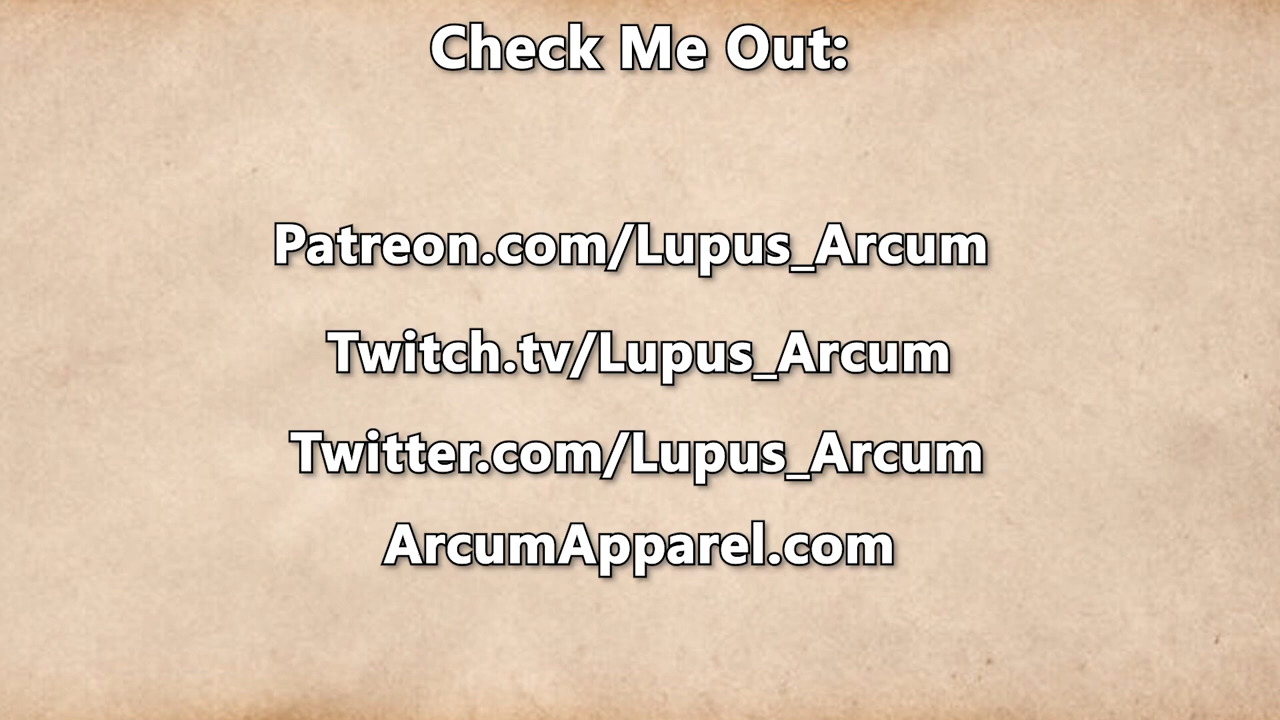 Check Me Out:
Patreon.com/Lupus_Arcum
Twitch.tv/Lupus_Arcum
Twitter.com/Lupus_Arcum
ArcumApparel.com